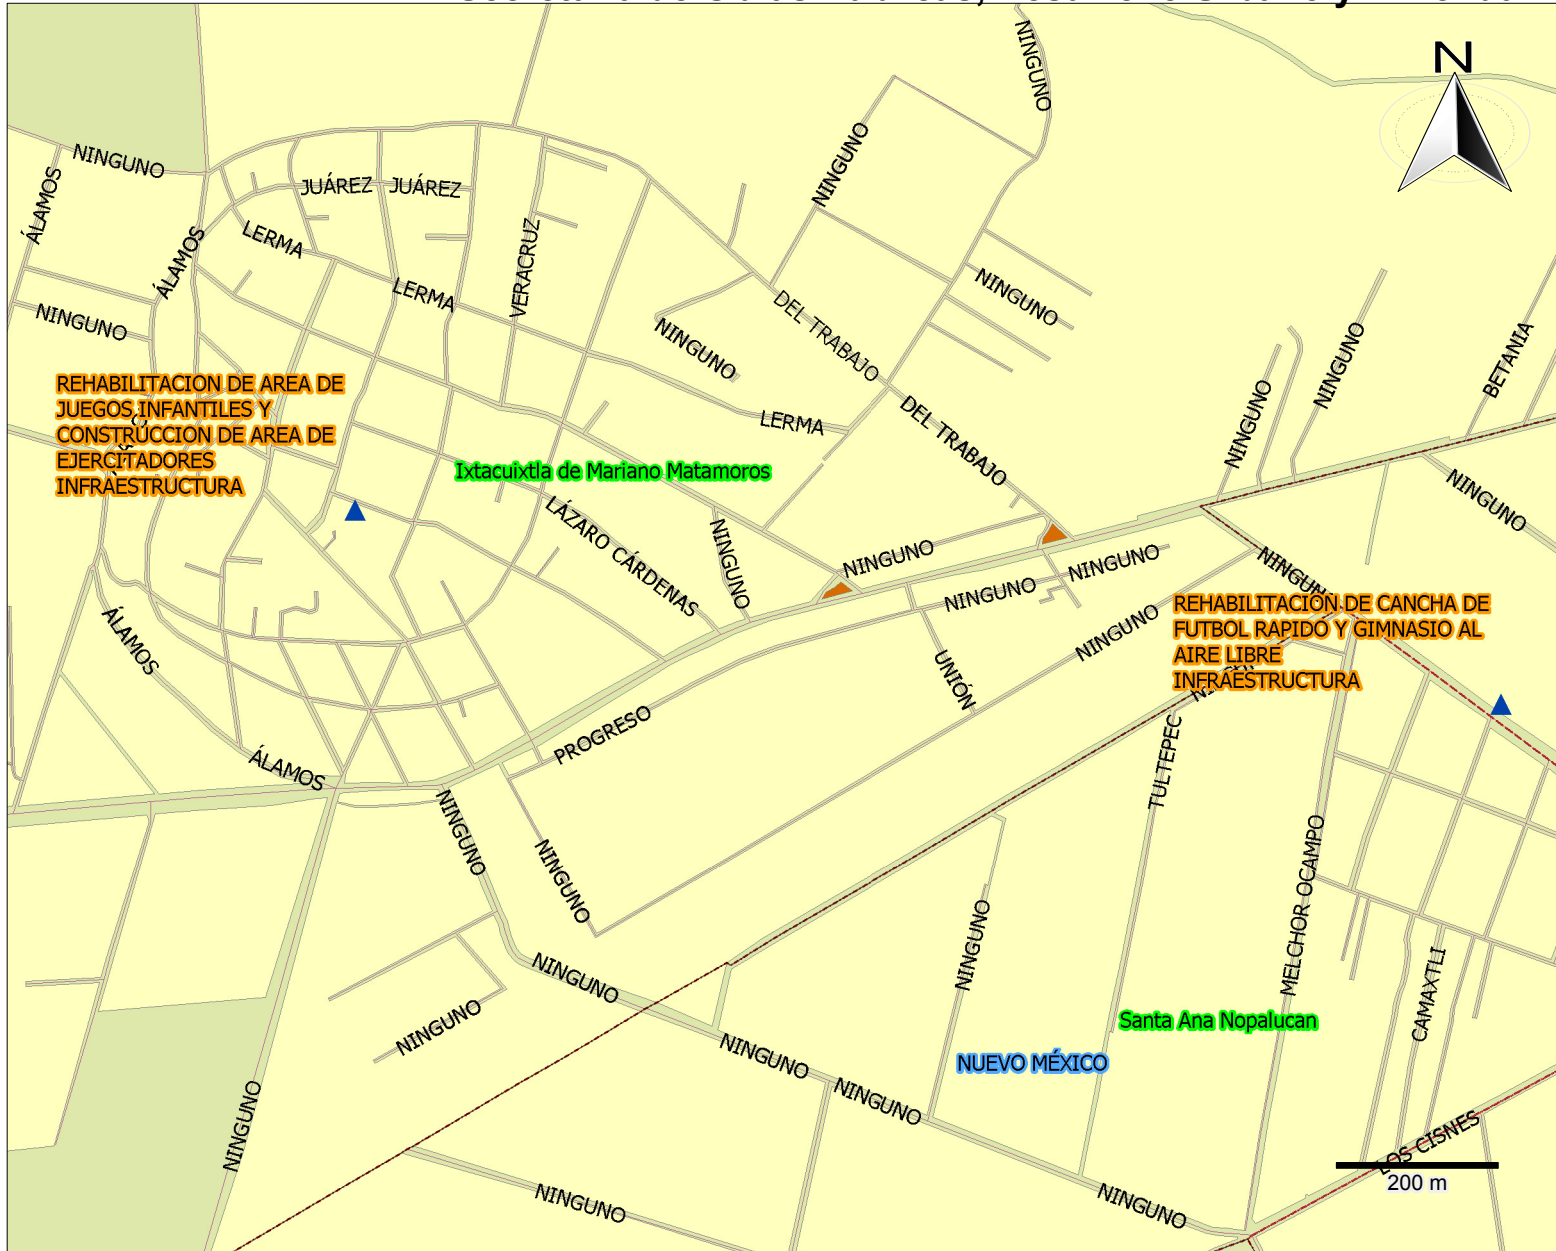 N
NINGUNO
NINGUNO
NINGUNO
ÁLAMOS
JUÁREZ
JUÁREZ
LERMA
ÁLAMOS
VERACRUZ
LERMA
NINGUNO
NINGUNO
DEL TRABAJO
NINGUNO
NINGUNO
BETANIA
NINGUNO
REHABILITACION DE AREA DE
JUEGOS INFANTILES Y
CONSTRUCCION DE AREA DE
EJERCITADORES
INFRAESTRUCTURA
LERMA
DEL TRABAJO
NINGUNO
Ixtacuixtla de Mariano Matamoros
NINGUNO
LÁZARO CÁRDENAS
NINGUNO
NINGUNO
NINGUNO
NINGUNO
NINGUNO
REHABILITACION DE CANCHA DE
FUTBOL RAPIDO Y GIMNASIO AL
AIRE LIBRE
INFRAESTRUCTURA
ÁLAMOS
NINGUNO
UNIÓN
PROGRESO
TULTEPEC
ÁLAMOS
NINGUNO
NINGUNO
MELCHOR OCAMPO
NINGUNO
NINGUNO
CAMAXTLI
NINGUNO
Santa Ana Nopalucan
NINGUNO
NUEVO MÉXICO
NINGUNO
NINGUNO
LOS CISNES
200 m
NINGUNO
NINGUNO